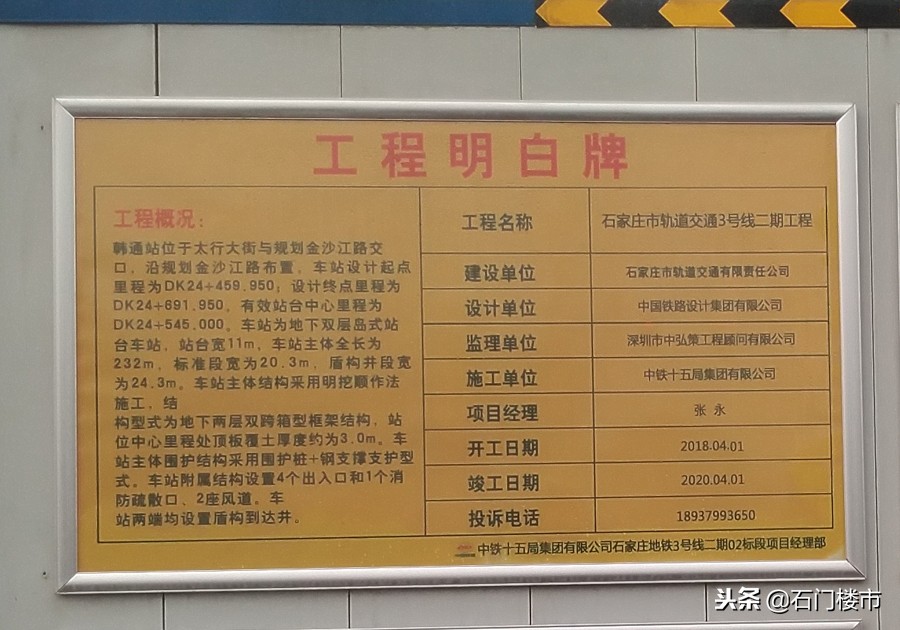 工程明白牌
工程概况：
韩通站位于太行大街与规划金沙江路交
口，沿规划金沙江路布置，车站设计起点
里程为DK24+459.950；设计终点里程为
DK24+691.950，有效站台中心里程为
DK24+545.000。车站为地下双层岛式站
台车站，站台宽11m，车站主体全长为
232m，标准段宽为20.3m，盾构井段宽
为24.3m。车站主体结构采用明挖顺作法
施工，结
构型式为地下两层双跨箱型框架结构，站
位中心里程处顶板覆土厚度约为3.0m。车
站主体围护结构采用围护桩+钢支撑支护型
式。车站附属结构设置4个出入口和1个消
防疏散口、2座风道。车
站两端均设置盾构到达井。
工程名称 石家庄市轨道交通3号线二期工程
建设单位 石家庄市轨道交通有限责任公司
设计单位 中国铁路设计集团有限公司
监理单位 深圳市中弘策工程顾问有限公司
施工单位 中铁十五局集团有限公司
项目经理 张 永
开工日期 2018.04.01
竣工日期 2020.04.01
投诉电话 18937993650
中铁十五局集团有限公司石家庄地铁3号线二期02标段项目经理部
头条 @石门楼市